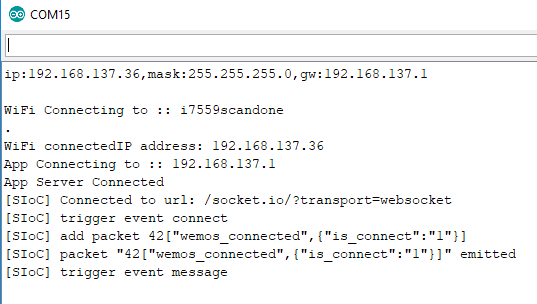 COM15
ip:192.168.137.36,mask:255.255.255.0,gw:192.168.137.1
WiFi Connecting to :: i7559scandone
.
WiFi connectedIP address: 192.168.137.36
App Connecting to :: 192.168.137.1
App Server Connected
[SIoC] Connected to url: /socket.io/?transport=websocket
[SIoC] trigger event connect
[SIoC] add packet 42["wemos_connected",{"is_connect":"1"}]
[SIoC] packet "42["wemos_connected",{"is_connect":"1"}]" emitted
[SIoC] trigger event message